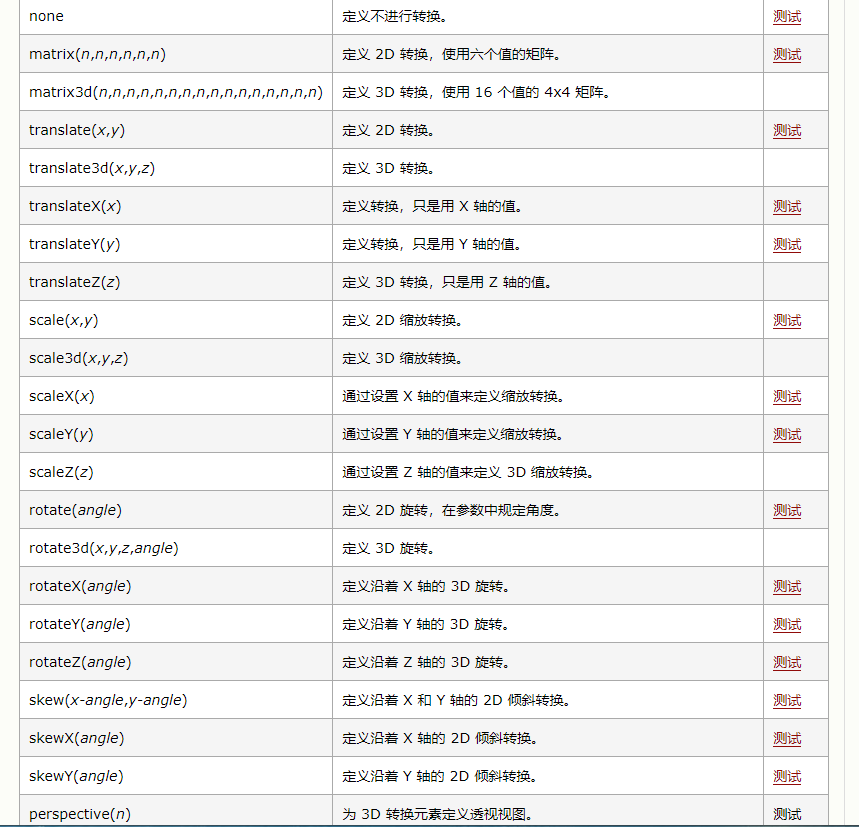 none 定义不进行转换。 测试
matrix(n,n,n,n,n,n) 定义 2D 转换，使用六个值的矩阵。 测试
matrix3d(n,n,n,n,n,n,n,n,n,n,n,n,n,n,n,n) 定义 3D 转换，使用 16 个值的 4x4 矩阵。
translate(x,y) 定义 2D 转换。 测试
translate3d(x,y,z) 定义 3D 转换。
translateX(x) 定义转换，只是用 X 轴的值。 测试
translateY(y) 定义转换，只是用 Y 轴的值。 测试
translateZ(z) 定义 3D 转换，只是用 Z 轴的值。
scale(x,y) 定义 2D 缩放转换。 测试
scale3d(x,y,z) 定义 3D 缩放转换。
scaleX(x) 通过设置 X 轴的值来定义缩放转换。 测试
scaleY(y) 通过设置 Y 轴的值来定义缩放转换。 测试
scaleZ(z) 通过设置 Z 轴的值来定义 3D 缩放转换。
rotate(angle) 定义 2D 旋转，在参数中规定角度。 测试
rotate3d(x,y,z,angle) 定义 3D 旋转。
rotateX(angle) 定义沿着 X 轴的 3D 旋转。 测试
rotateY(angle) 定义沿着 Y 轴的 3D 旋转。 测试
rotateZ(angle) 定义沿着 Z 轴的 3D 旋转。 测试
skew(x-angle,y-angle) 定义沿着 X 和 Y 轴的 2D 倾斜转换。 测试
skewX(angle) 定义沿着 X 轴的 2D 倾斜转换。 测试
skewY(angle) 定义沿着 Y 轴的 2D 倾斜转换。 测试
perspective(n) 为 3D 转换元素定义透视视图。 测试